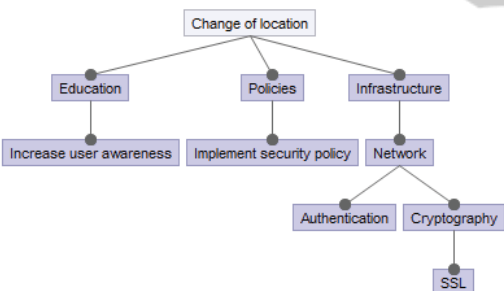 Change of location
Education
Policies
Infrastructure
Increase user awareness
Implement security policy
Network
Authentication
Cryptography
SSL